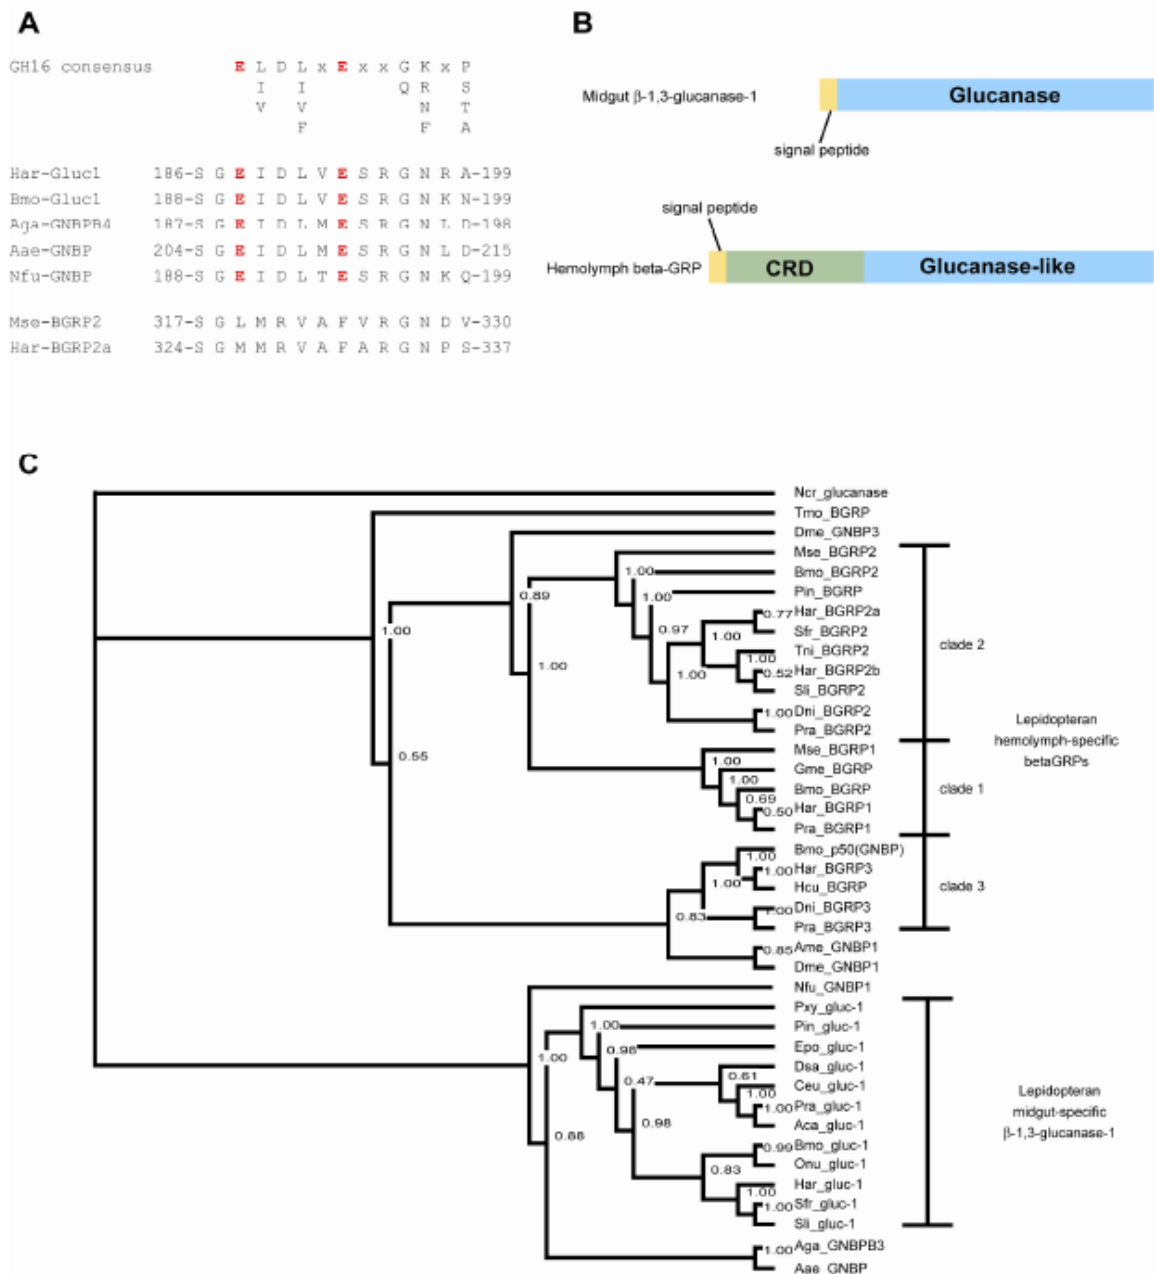 A
GH16 consensus E L D L x E x x G K x P
I I Q R S
V V N T
F F A
Har-Gluc1 186-S G E I D L V E S R G N R A-199
Bmo-Gluc1 188-S G E I D L V E S R G N K N-199
Aga-GNBPB4 187-S G E I D L M E S R G N L D-198
Aae-GNBP 204-S G E I D L M E S R G N L D-215
Nfu-GNBP 188-S G E I D L T E S R G N K Q-199
Mse-BGRP2 317-S G L M R V A F V R G N D V-330
Har-BGRP2a 324-S G M M R V A F A R G N P S-337
B
Midgut β-1,3-glucanase-1
Glucanase
signal peptide
signal peptide
Hemolymph beta-GRP
CRD
Glucanase-like
C
Ncr_glucanase
Tmo_BGRP
Dme_GNBP3
Mse_BGRP2
1.00 Bmo_BGRP2
0.89 1.00 Pin_BGRP
0.77 Har_BGRP2a
1.00 0.97 1.00 Sfr_BGRP2
1.00 Tni_BGRP2
clade 2
1.00 1.00 0.52 Har_BGRP2b
Sli_BGRP2
1.00 Dni_BGRP2
Pra_BGRP2
Lepidopteran
hemolymph-specific
betaGRPs
0.55 1.00 Mse_BGRP1
1.00 Gme_BGRP
0.69 Bmo_BGRP
clade 1
0.50 Har_BGRP1
Pra_BGRP1
1.00 Bmo_p50(GNBP)
1.00 Har_BGRP3
1.00 Hcu_BGRP
clade 3
1.00 Dni_BGRP3
0.83 Pra_BGRP3
0.85 Ame_GNBP1
Dme_GNBP1
Nfu_GNBP1
Pxy_gluc-1
1.00 Pin_gluc-1
1.00 0.98 Epo_gluc-1
0.61 Dsa_gluc-1
0.47 1.00 Ceu_gluc-1
1.00 Pra_gluc-1
0.88 0.98 Aca_gluc-1
Lepidopteran
midgut-specific
β-1,3-glucanase-1
0.99 Bmo_gluc-1
0.83 Onu_gluc-1
1.00 Har_gluc-1
1.00 Sfr_gluc-1
Sli_gluc-1
1.00 Aga_GNBPB3
Aae_GNBP